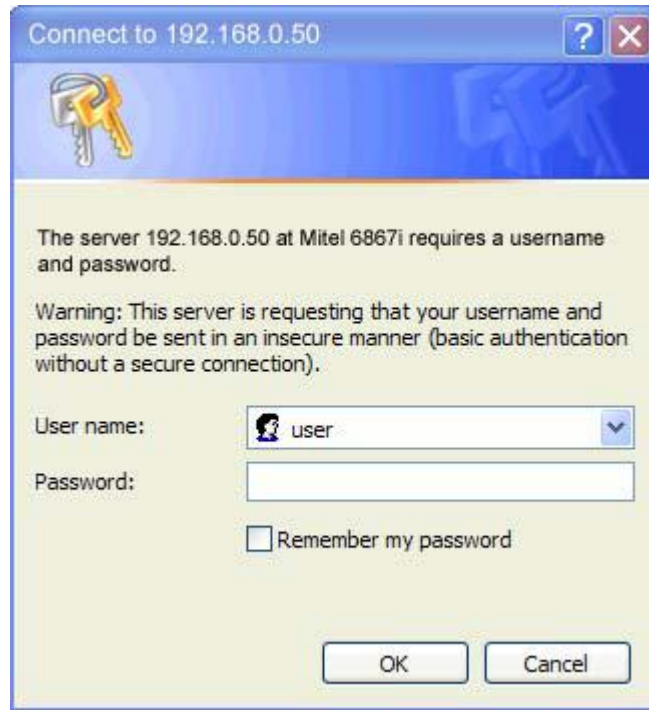 Connect to 192.168.0.50
The server 192.168.0.50 at Mitel 6867i requires a username
and password.
Warning: This server is requesting that your username and
password be sent in an insecure manner (basic authentication
without a secure connection).
User name:
user
Password:
Remember my password
OK
Cancel